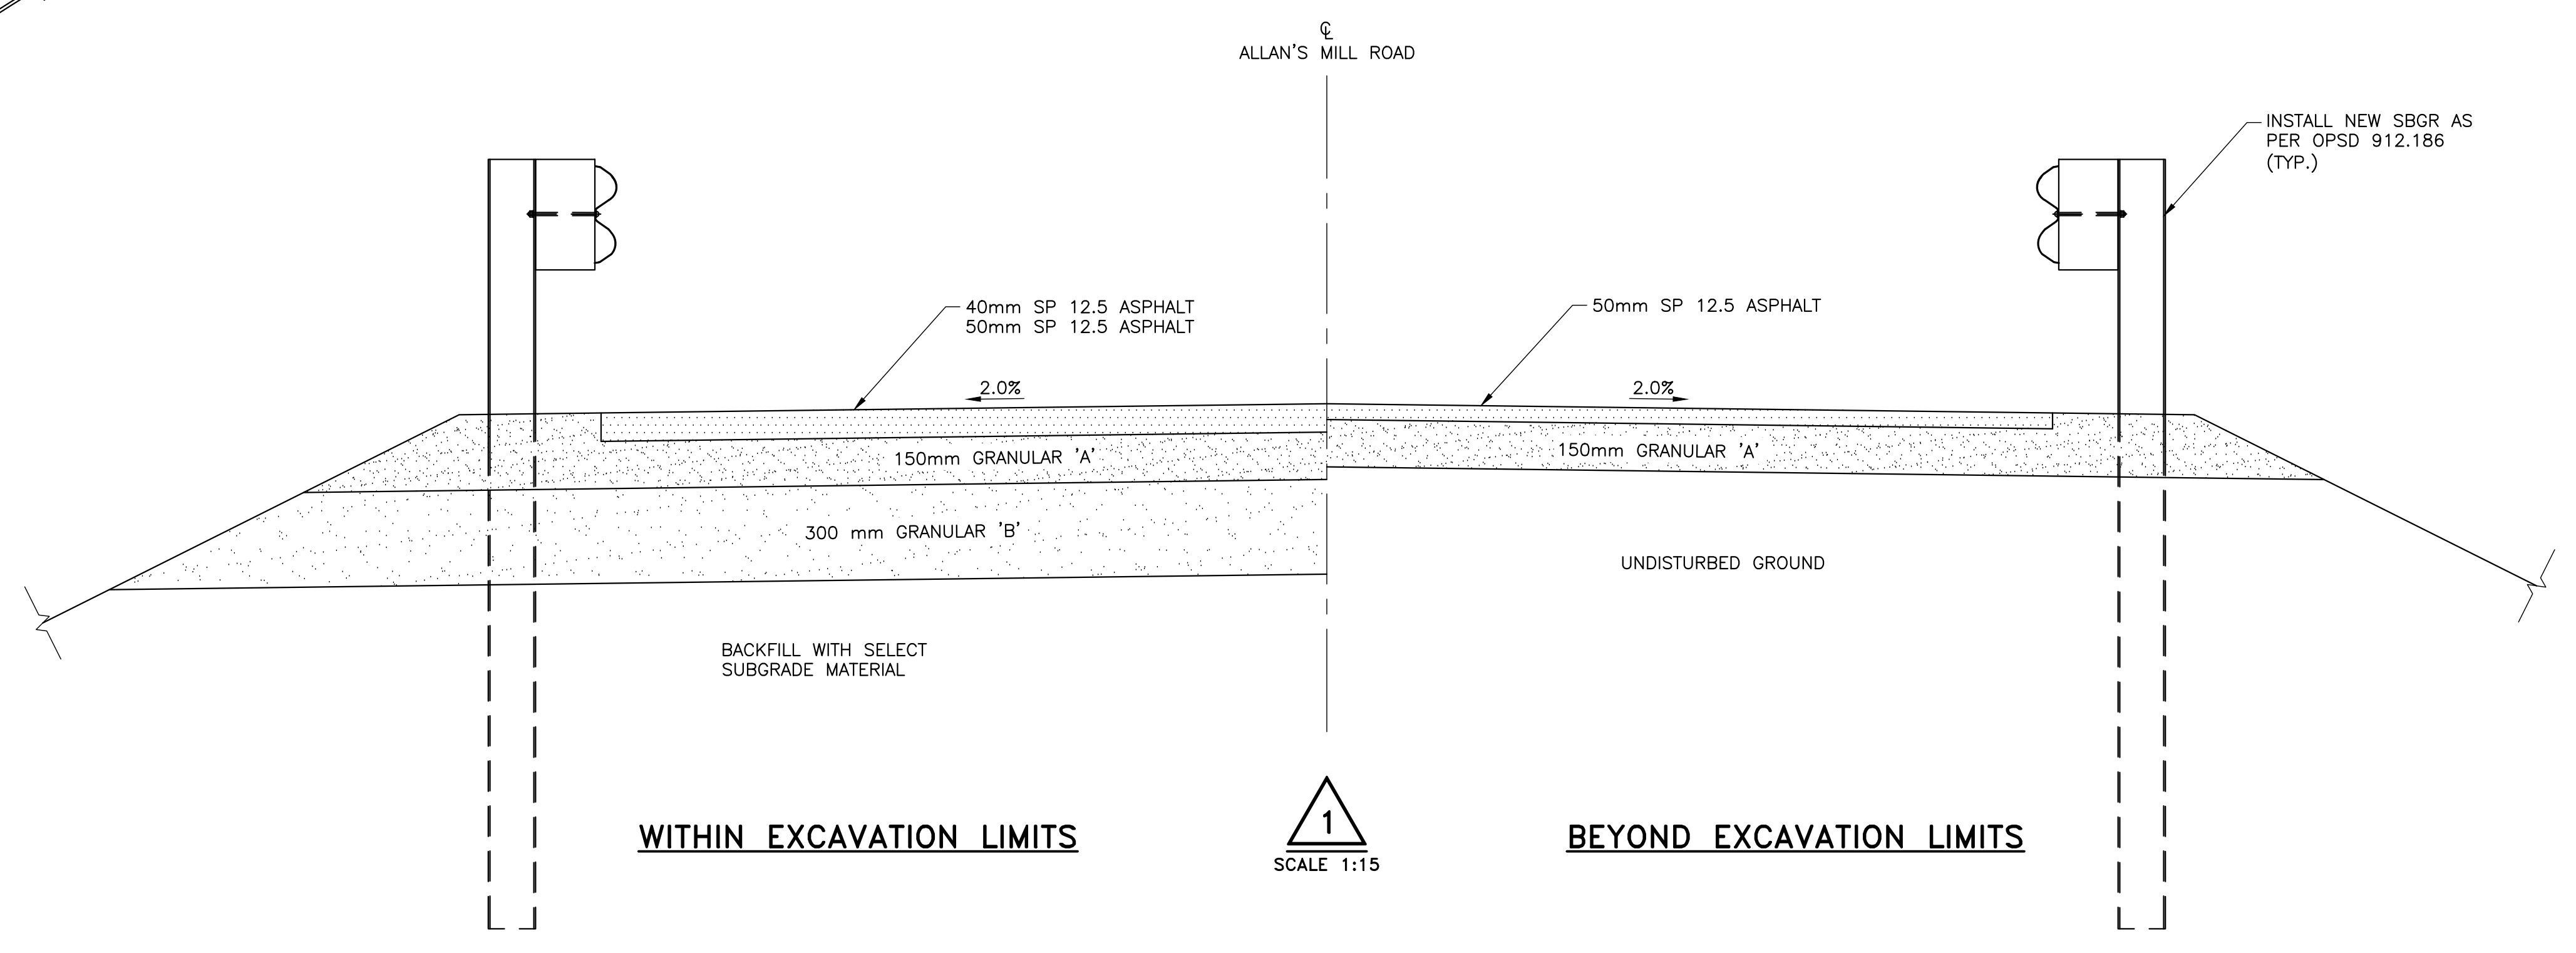 ℄
ALLAN'S MILL ROAD
INSTALL NEW SBGR AS
PER OPSD 912.186
(TYP.)
40mm SP 12.5 ASPHALT
50mm SP 12.5 ASPHALT
50mm SP 12.5 ASPHALT
2.0%
2.0%
150mm GRANULAR 'A'
150mm GRANULAR 'A'
300 mm GRANULAR 'B'
UNDISTURBED GROUND
BACKFILL WITH SELECT
SUBGRADE MATERIAL
WITHIN EXCAVATION LIMITS
1
SCALE 1:15
BEYOND EXCAVATION LIMITS